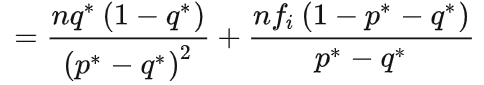 = \frac{nq^* (1 - q^*)}{(p^* - q^*)^2} + \frac{nf_i (1 - p^* - q^*)}{p^* - q^*}